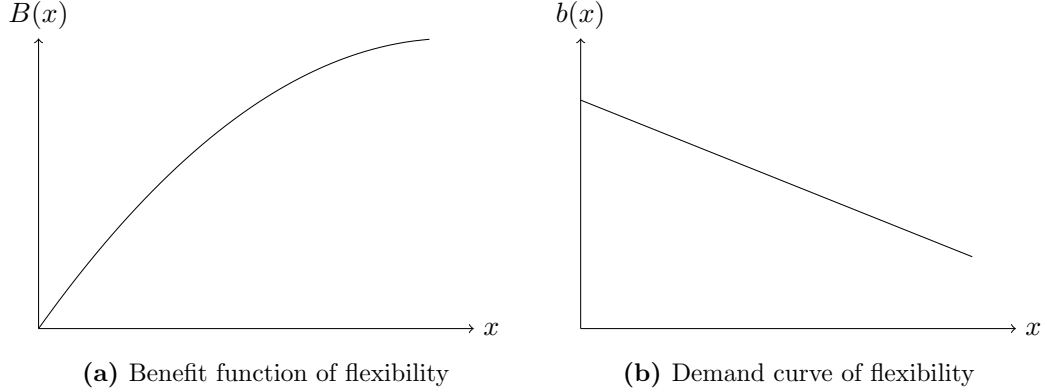 B(x)
x
(a) Benefit function of flexibility
b(x)
x
(b) Demand curve of flexibility